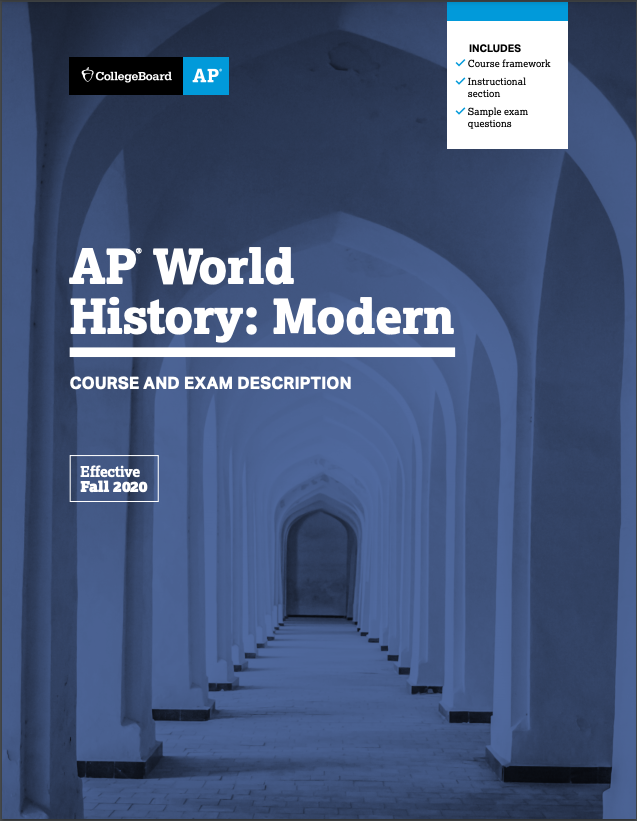 CollegeBoard
AP®
INCLUDES
Course framework
Instructional
section
Sample exam
questions
AP® World
History: Modern
COURSE AND EXAM DESCRIPTION
Effective
Fall 2020